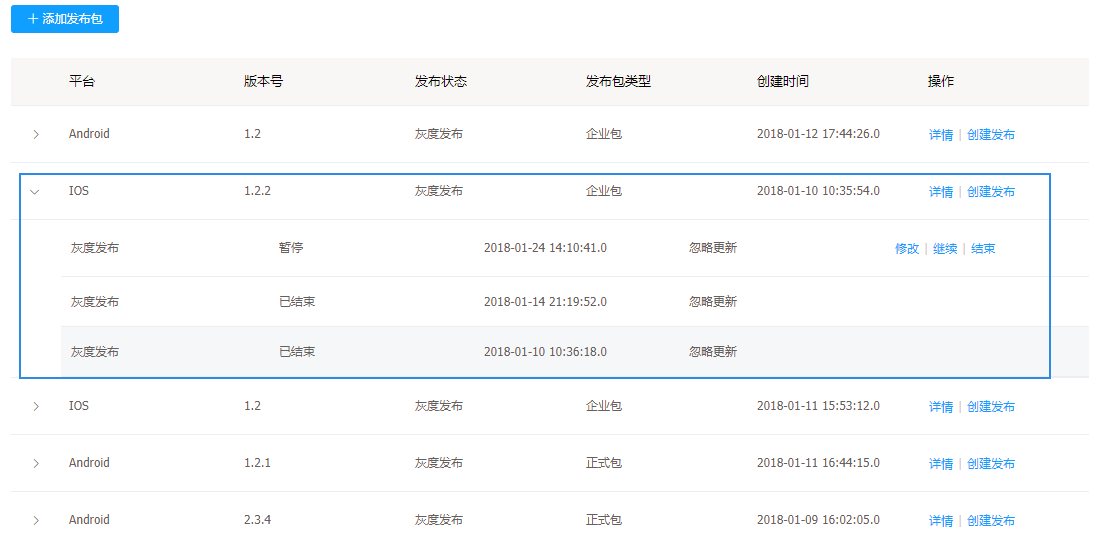 + 添加发布包
平台 版本号 发布状态 发布包类型 创建时间 操作
Android 1.2 灰度发布 企业包 2018-01-12 17:44:26.0 详情 | 创建发布
IOS 1.2.2 灰度发布 企业包 2018-01-10 10:35:54.0 详情 | 创建发布
灰度发布 暂停 2018-01-24 14:10:41.0 忽略更新 修改 | 继续 | 结束
灰度发布 已结束 2018-01-14 21:19:52.0 忽略更新
灰度发布 已结束 2018-01-10 10:36:18.0 忽略更新
IOS 1.2 灰度发布 企业包 2018-01-11 15:53:12.0 详情 | 创建发布
Android 1.2.1 灰度发布 正式包 2018-01-11 16:44:15.0 详情 | 创建发布
Android 2.3.4 灰度发布 正式包 2018-01-09 16:02:05.0 详情 | 创建发布